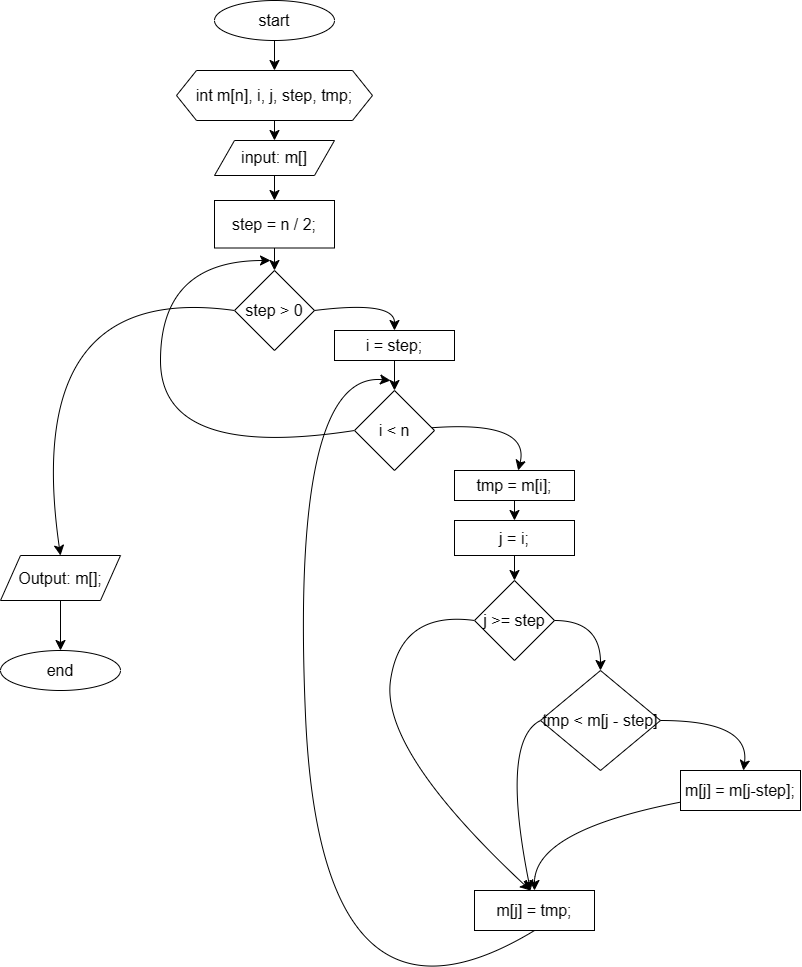 start
int m[n], i, j, step, tmp;
input: m[]
step = n / 2;
step > 0
i = step;
i < n
tmp = m[i];
j = i;
Output: m[];
j >= step
end
tmp < m[j - step]
m[j] = m[j-step];
m[j] = tmp;